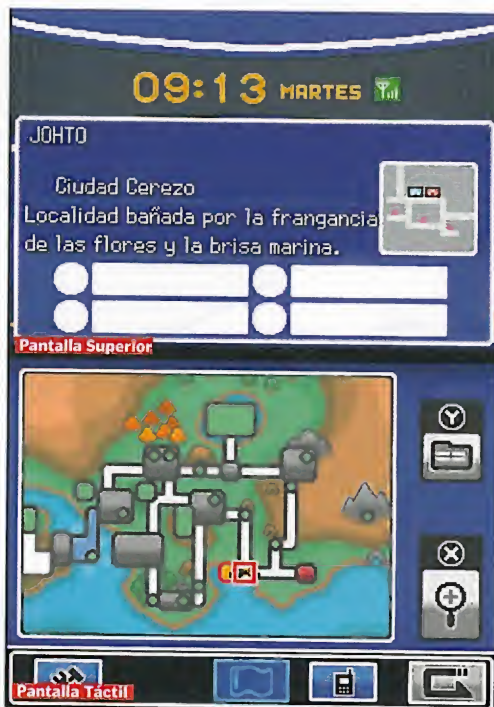 09:13 MARTES
JOHTO
Ciudad Cerezo
Localidad bañada por la frangancia
de las flores y la brisa marina.
Pantalla Superior
Y
X
Pantalla Táctil